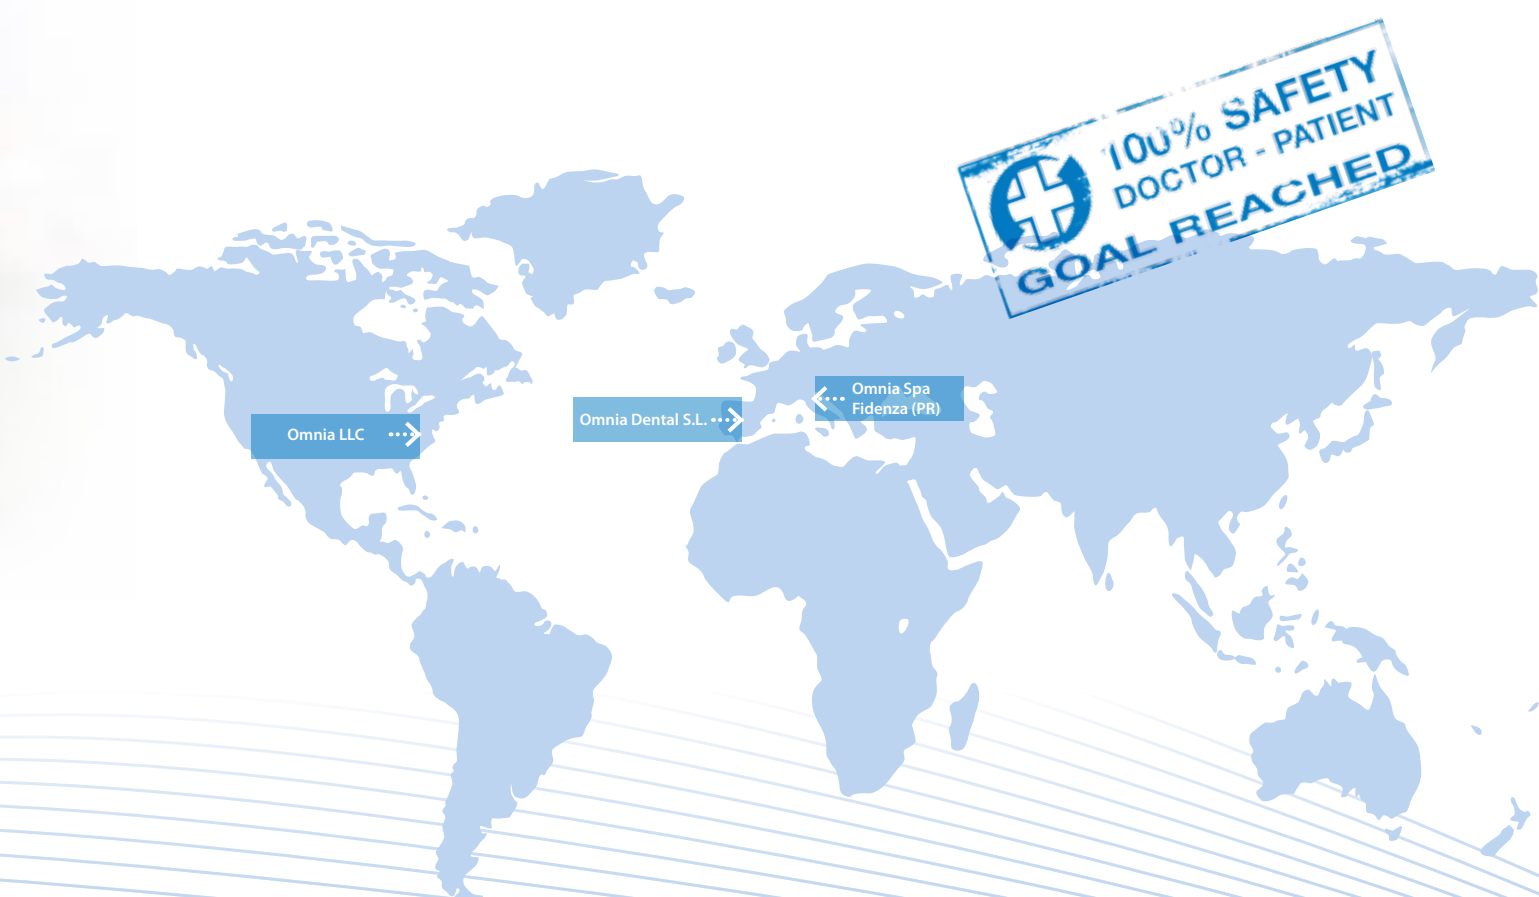 100% SAFETY
DOCTOR - PATIENT
GOAL REACHED
Omnia Spa
Fidenza (PR)
Omnia Dental S.L.
Omnia LLC